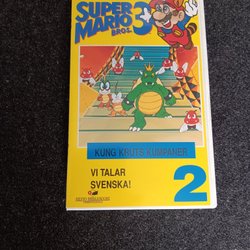 SUPER
MARIO 3
BROS.
KUNG KRUTS KUMPANER
VI TALAR
SVENSKA!
2